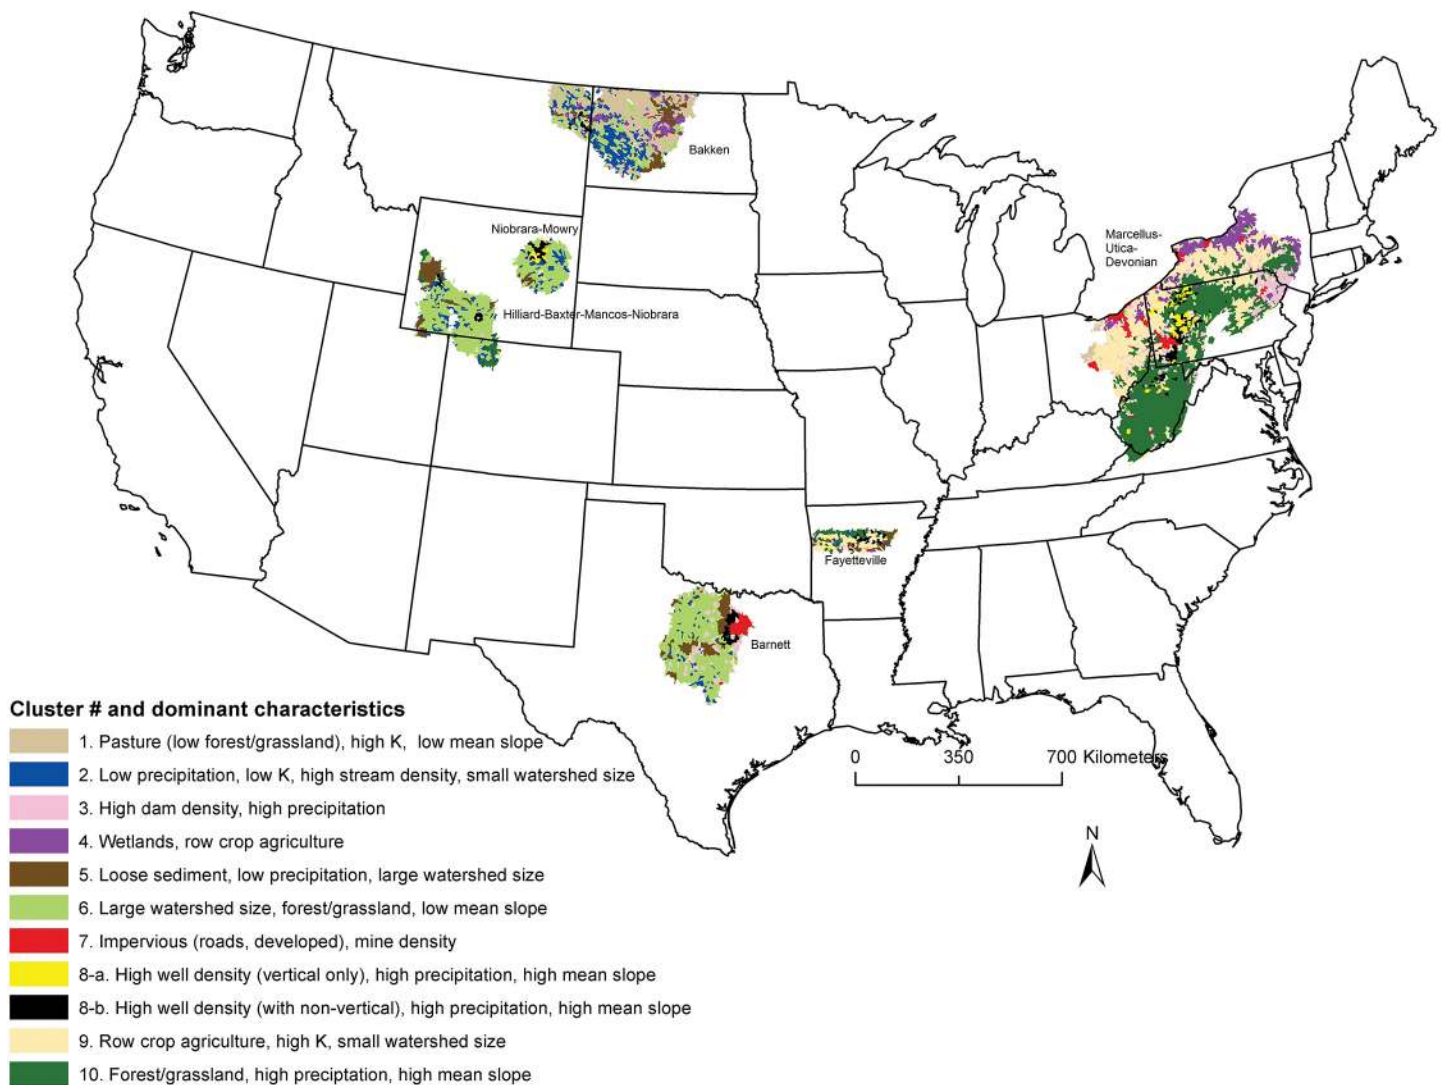 Bakken
Niobrara-Mowry
Marcellus-
Utica-
Devonian
Hilliard-Baxter-Mancos-Niobrara
Fayetteville
Barnett
Cluster # and dominant characteristics
1. Pasture (low forest/grassland), high K, low mean slope
2. Low precipitation, low K, high stream density, small watershed size
3. High dam density, high precipitation
4. Wetlands, row crop agriculture
5. Loose sediment, low precipitation, large watershed size
6. Large watershed size, forest/grassland, low mean slope
7. Impervious (roads, developed), mine density
8-a. High well density (vertical only), high precipitation, high mean slope
8-b. High well density (with non-vertical), high precipitation, high mean slope
9. Row crop agriculture, high K, small watershed size
10. Forest/grassland, high preciptation, high mean slope
0 350 700 Kilometers
N